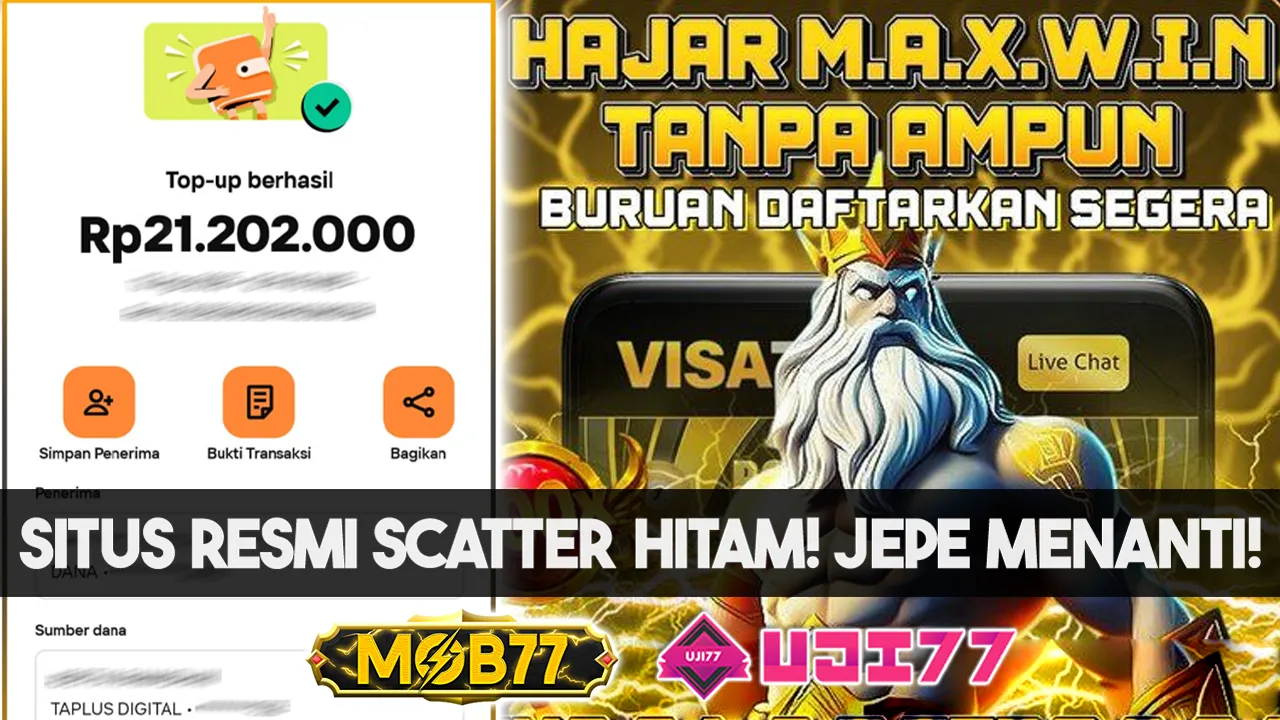 Top-up berhasil
Rp21.202.000
Simpan Penerima
Bukti Transaksi
Bagikan
Penerima
DANA •
Sumber dana
TAPLUS DIGITAL •
HAJAR M.A.X.W.I.N
TANPA AMPUN
BURUAN DAFTARKAN SEGERA
VISA
Live Chat
SITUS RESMI SCATTER HITAM! JEPE MENANTI!
MOB77
UJI77
UJI77